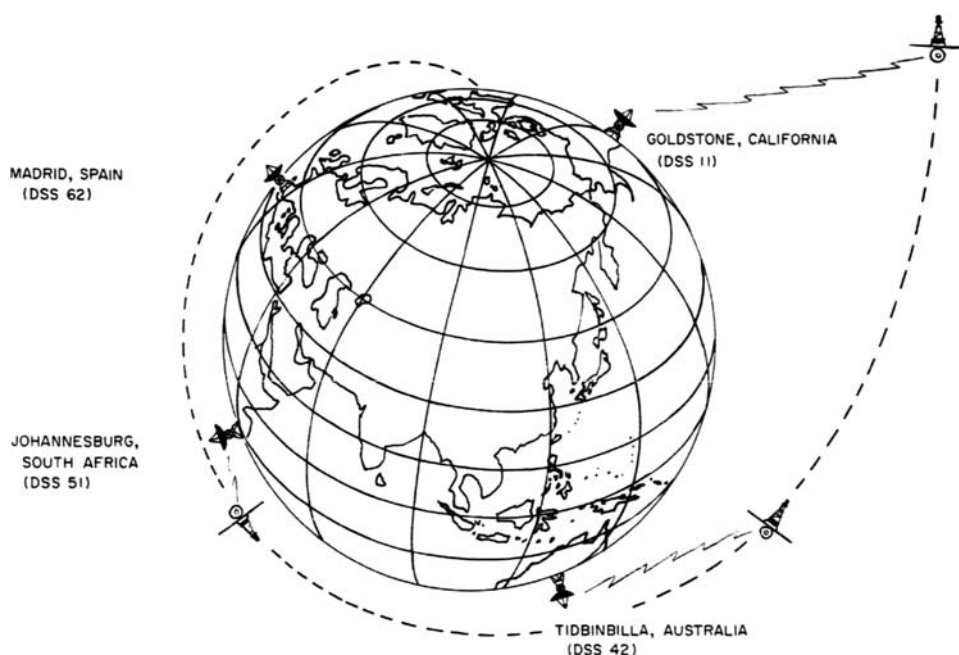 GOLDSTONE, CALIFORNIA
(DSS 11)
MADRID, SPAIN
(DSS 62)
JOHANNESBURG,
SOUTH AFRICA
(DSS 51)
TIDBINBILLA, AUSTRALIA
(DSS 42)